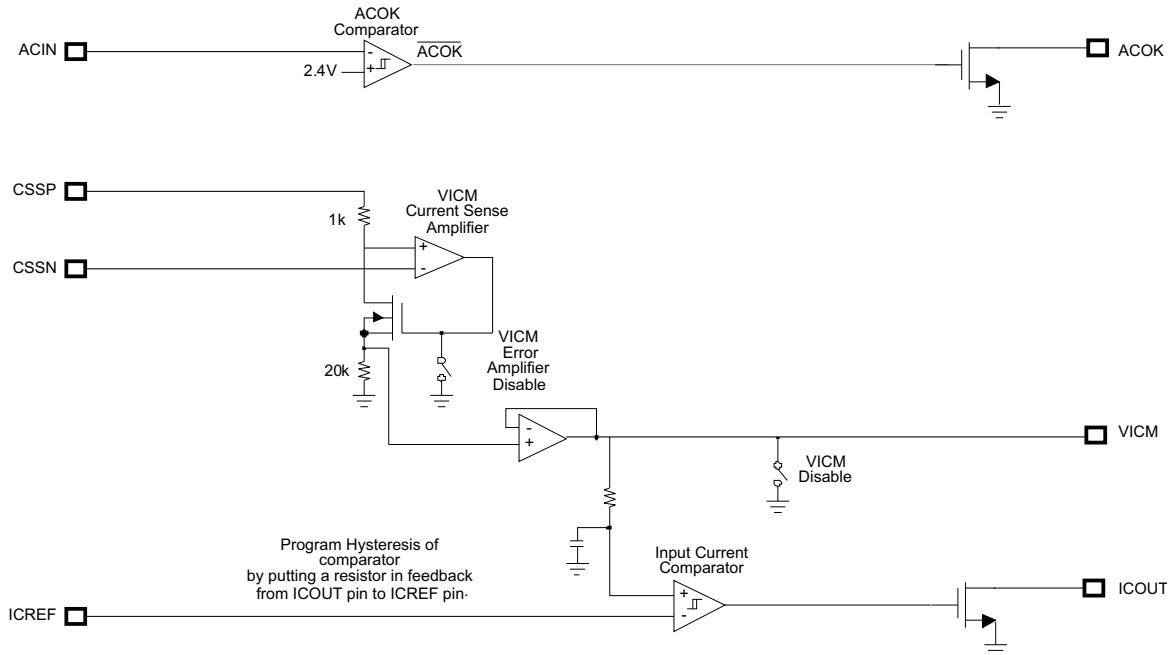 ACOK
Comparator
ACIN
-
+
2.4V
ACOK
ACOK
CSSP
1k
VICM
Current Sense
Amplifier
+
-
CSSN
VICM
Error
Amplifier
Disable
20k
-
+
VICM
VICM
Disable
Program Hysteresis of
comparator
by putting a resistor in feedback
from ICOUT pin to ICREF pin.
Input Current
Comparator
+
-
ICOUT
ICREF